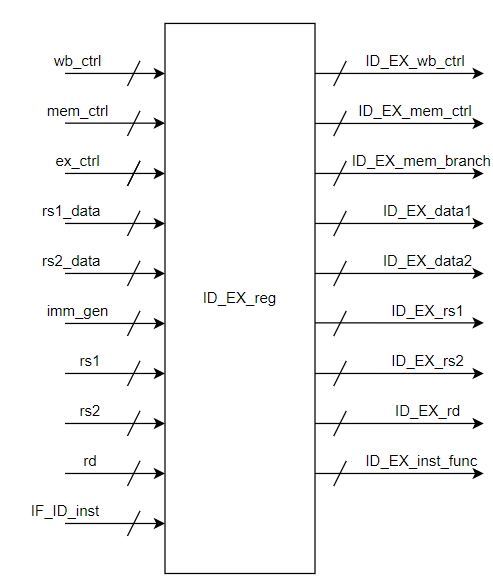 wb_ctrl
ID_EX_wb_ctrl
mem_ctrl
ID_EX_mem_ctrl
ex_ctrl
ID_EX_mem_branch
rs1_data
ID_EX_data1
rs2_data
ID_EX_data2
ID_EX_reg
imm_gen
ID_EX_rs1
rs1
ID_EX_rs2
rs2
ID_EX_rd
rd
ID_EX_inst_func
IF_ID_inst